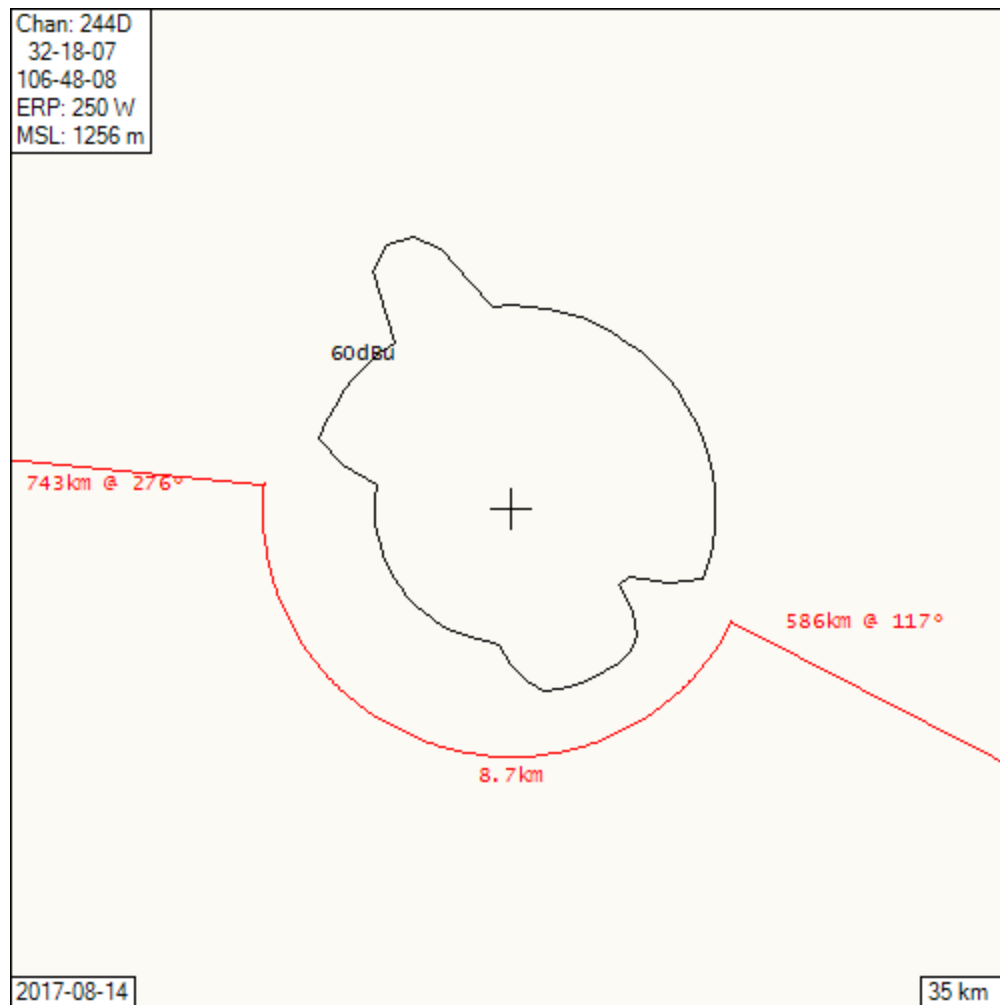 Chan: 244D
32-18-07
106-48-08
ERP: 250 W
MSL: 1256 m
60dBu
743km @ 276°
586km @ 117°
8.7km
2017-08-14
35 km